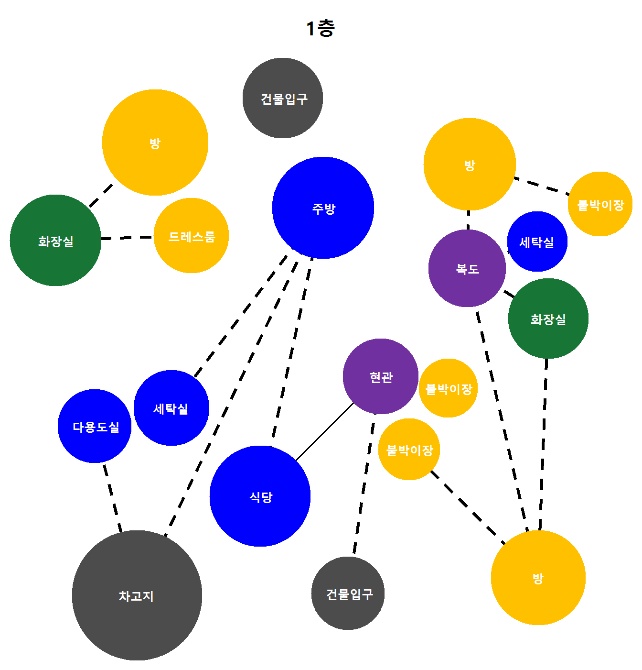 1층
건물입구
방
방
붙박이장
주방
드레스룸
화장실
세탁실
복도
화장실
현관
붙박이장
세탁실
다용도실
붙박이장
식당
방
차고지
건물입구